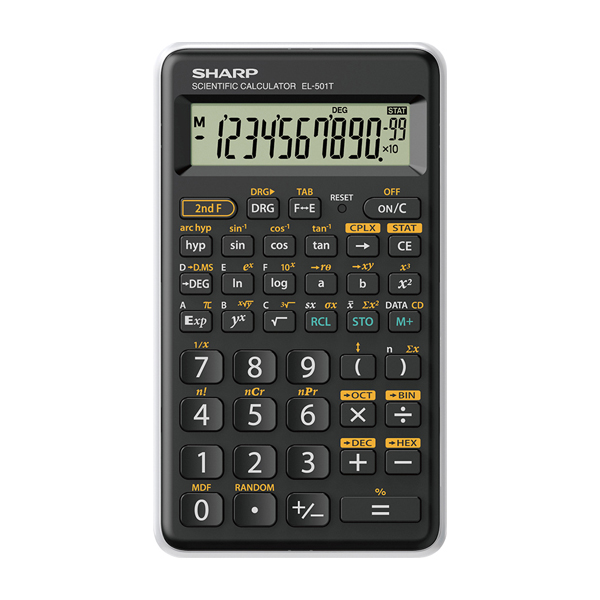 SHARP
SCIENTIFIC CALCULATOR EL-501T
DEG STAT
M
- 1234567890.-99
×10
DRG▸ TAB OFF
2nd F DRG F↔E RESET ON/C
arc hyp sin⁻¹ cos⁻¹ tan⁻¹ CPLX STAT
hyp sin cos tan → CE
D →D.MS E eˣ F 10ˣ →rθ →xy x³
→DEG ln log a b x²
A π B ˣ√y C ³√ sx σx x̄ Σx² DATA CD
Exp yˣ √ RCL STO M+
1/x ↕ n Σx
7 8 9 ( )
n! nCr nPr →OCT →BIN
4 5 6 × ÷
→DEC →HEX
1 2 3 + −
MDF RANDOM %
0 • +/− =